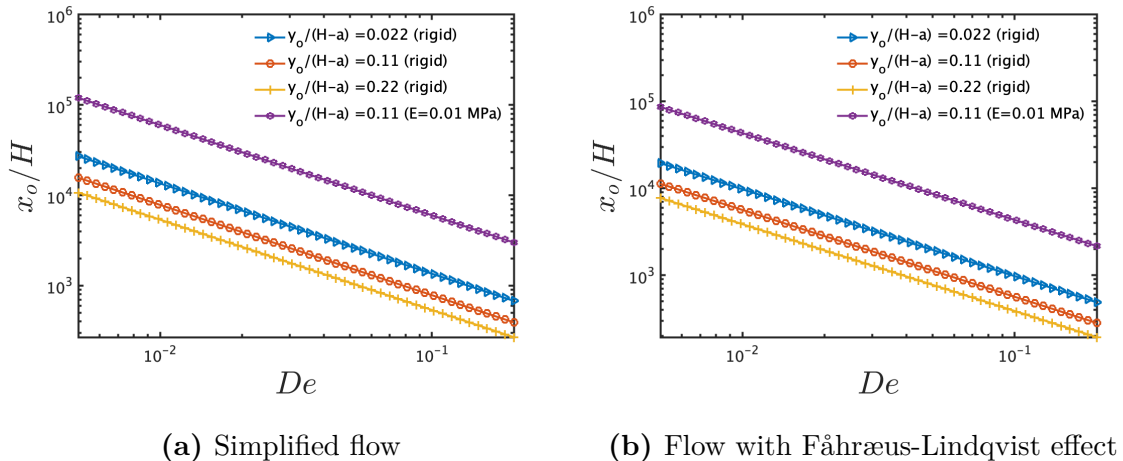 10^6
10^5
10^4
10^3
x_o/H
y_o/(H−a) =0.022 (rigid)
y_o/(H−a) =0.11 (rigid)
y_o/(H−a) =0.22 (rigid)
y_o/(H−a) =0.11 (E=0.01 MPa)
10^-2
10^-1
De
(a) Simplified flow
10^6
10^5
10^4
10^3
x_o/H
y_o/(H−a) =0.022 (rigid)
y_o/(H−a) =0.11 (rigid)
y_o/(H−a) =0.22 (rigid)
y_o/(H−a) =0.11 (E=0.01 MPa)
10^-2
10^-1
De
(b) Flow with Fåhræus-Lindqvist effect